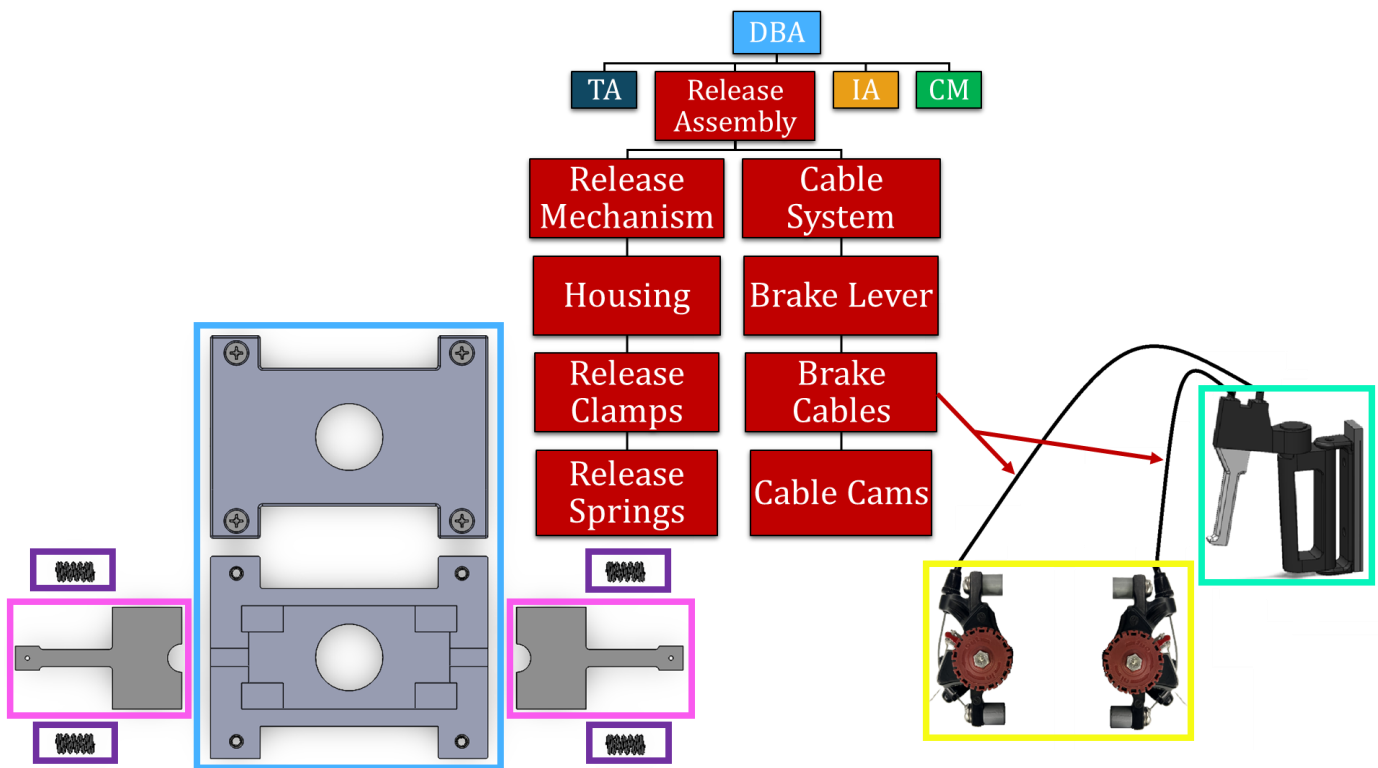 DBA
TA
Release
Assembly
IA
CM
Release
Mechanism
Cable
System
Housing
Brake Lever
Release
Clamps
Brake
Cables
Release
Springs
Cable Cams